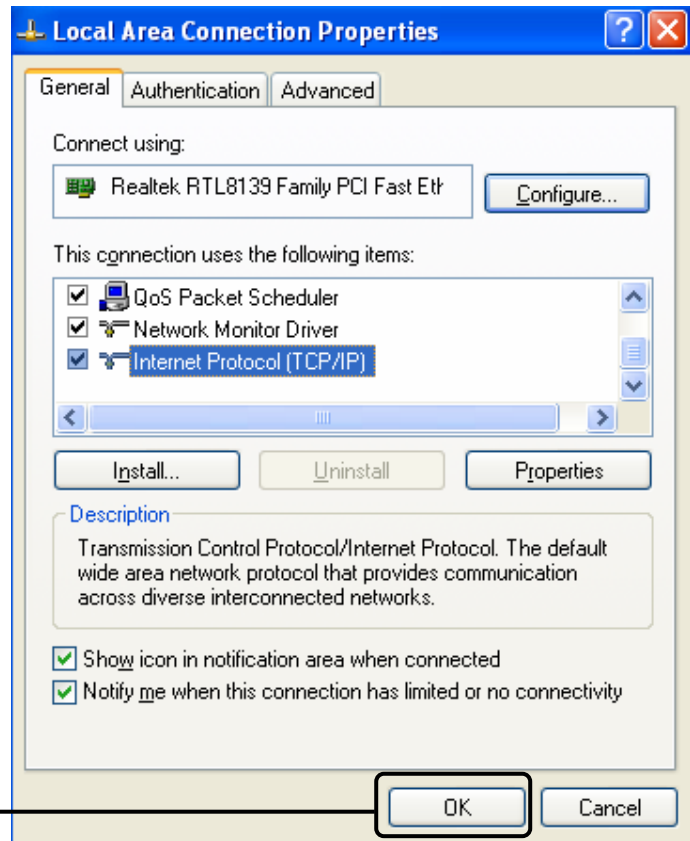 Local Area Connection Properties
General Authentication Advanced
Connect using:
Realtek RTL8139 Family PCI Fast Eth
Configure...
This connection uses the following items:
QoS Packet Scheduler
Network Monitor Driver
Internet Protocol (TCP/IP)
Install... Uninstall Properties
Description
Transmission Control Protocol/Internet Protocol. The default
wide area network protocol that provides communication
across diverse interconnected networks.
Show icon in notification area when connected
Notify me when this connection has limited or no connectivity
OK Cancel